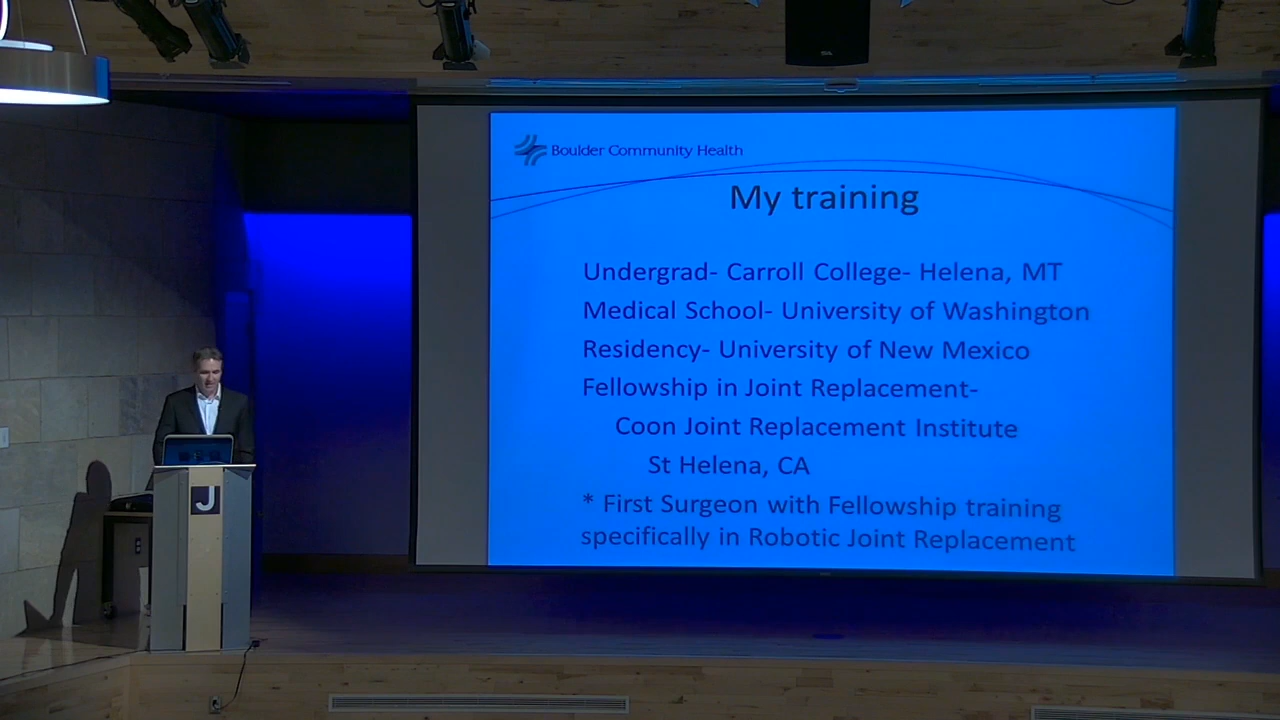 Boulder Community Health
My training
Undergrad- Carroll College- Helena, MT
Medical School- University of Washington
Residency- University of New Mexico
Fellowship in Joint Replacement-
Coon Joint Replacement Institute
St Helena, CA
* First Surgeon with Fellowship training
specifically in Robotic Joint Replacement
J